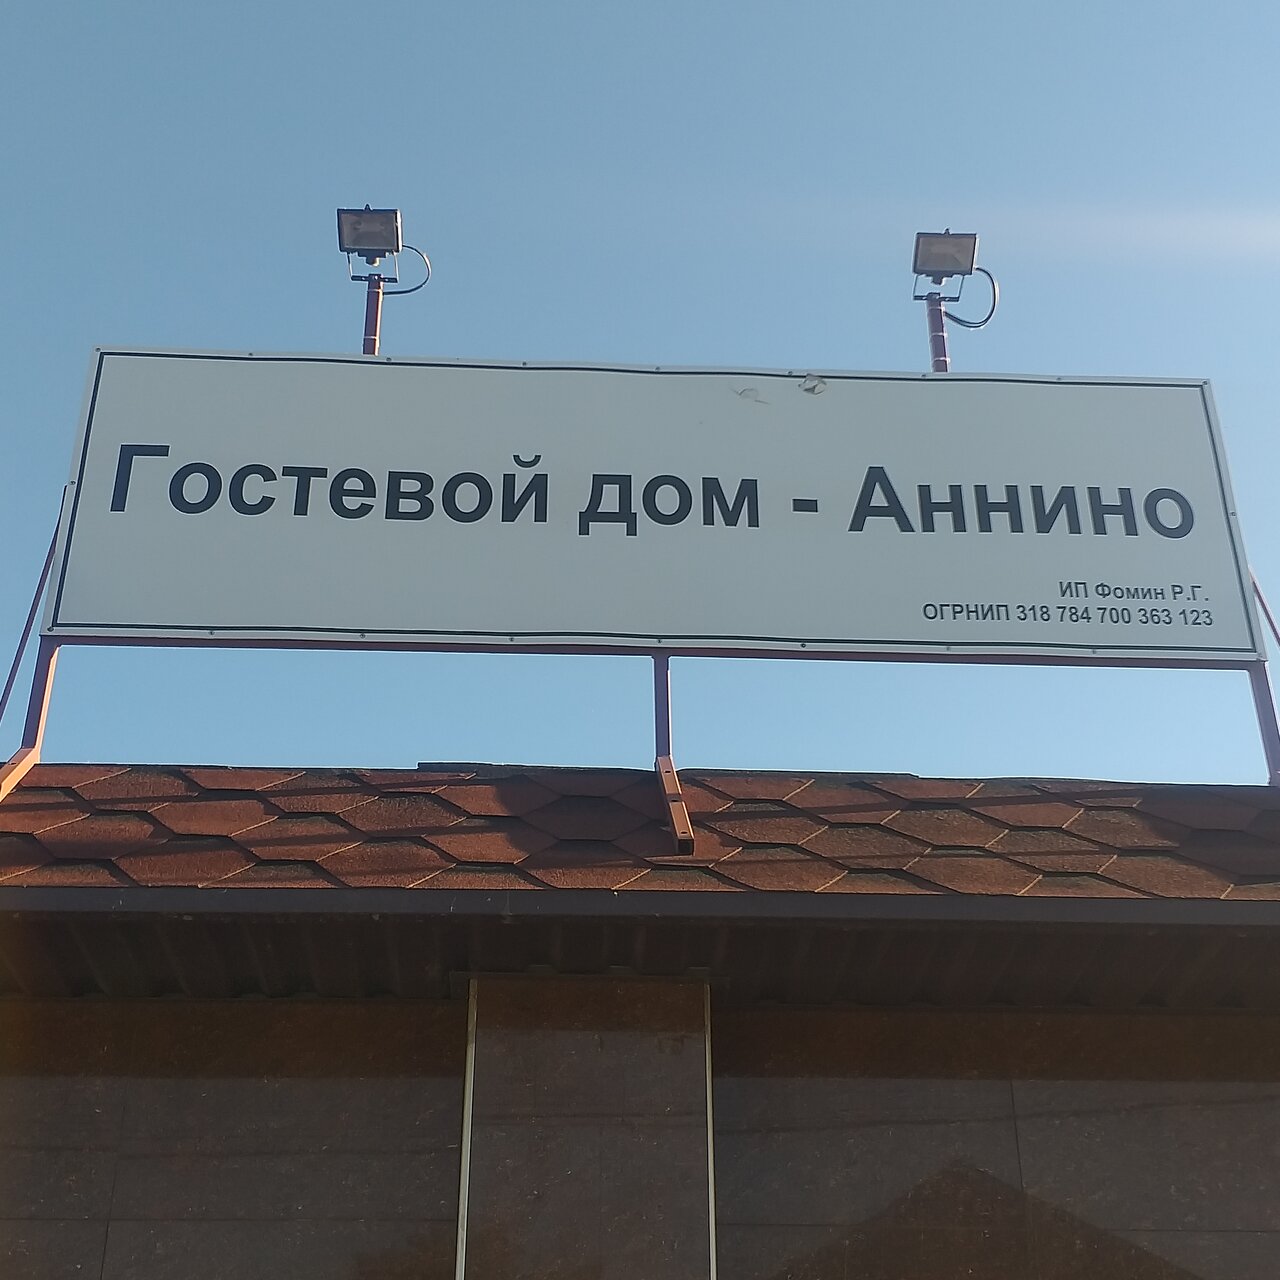 Гостевой дом - Аннино
ИП Фомин Р.Г.
ОГРНИП 318 784 700 363 123